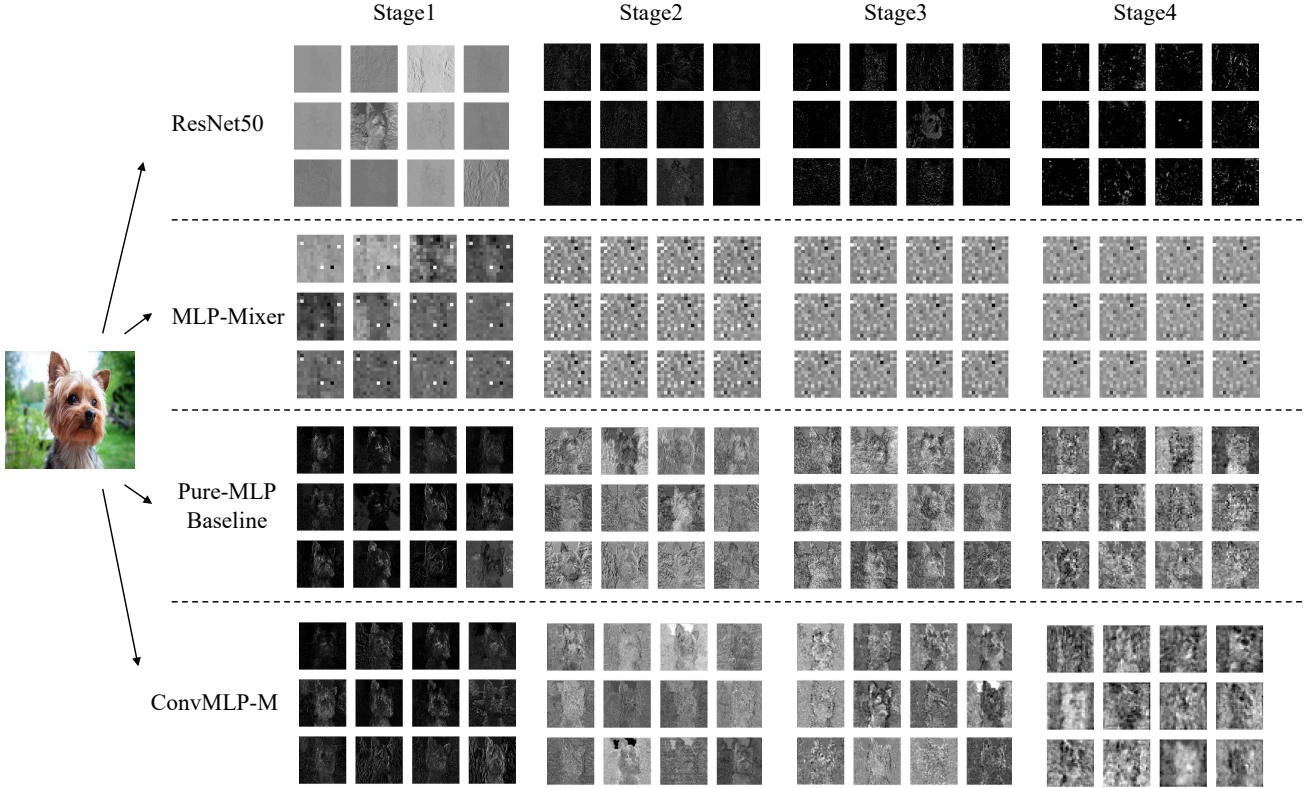 Stage1 Stage2 Stage3 Stage4
ResNet50
MLP-Mixer
Pure-MLP
Baseline
ConvMLP-M